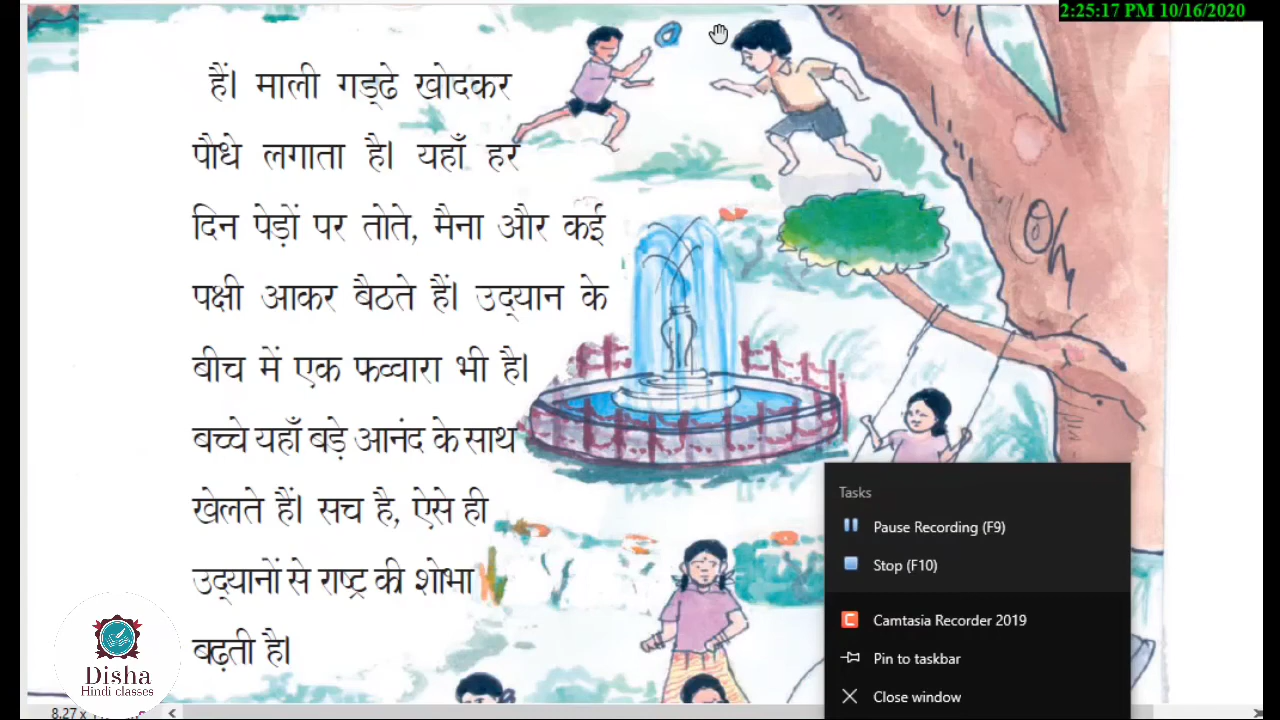 2:25:17 PM 10/16/2020
हैं। माली गड्ढे खोदकर
पौधे लगाता है। यहाँ हर
दिन पेड़ों पर तोते, मैना और कई
पक्षी आकर बैठते हैं। उद्‌यान के
बीच में एक फव्वारा भी है।
बच्चे यहाँ बड़े आनंद के साथ
खेलते हैं। सच है, ऐसे ही
उद्‌यानों से राष्ट्र की शोभा
बढ़ती है।
Tasks
Pause Recording (F9)
Stop (F10)
Camtasia Recorder 2019
Pin to taskbar
Close window
Disha
Hindi classes